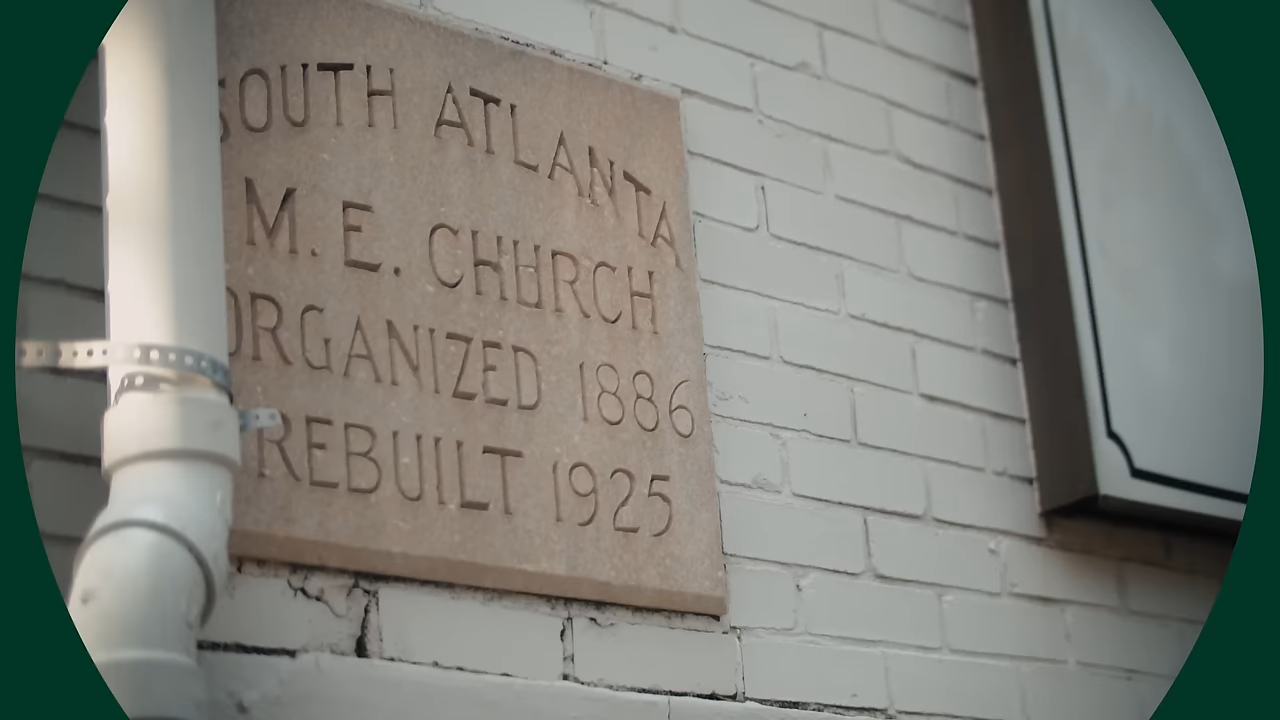 SOUTH ATLANTA
M. E. CHURCH
ORGANIZED 1886
REBUILT 1925